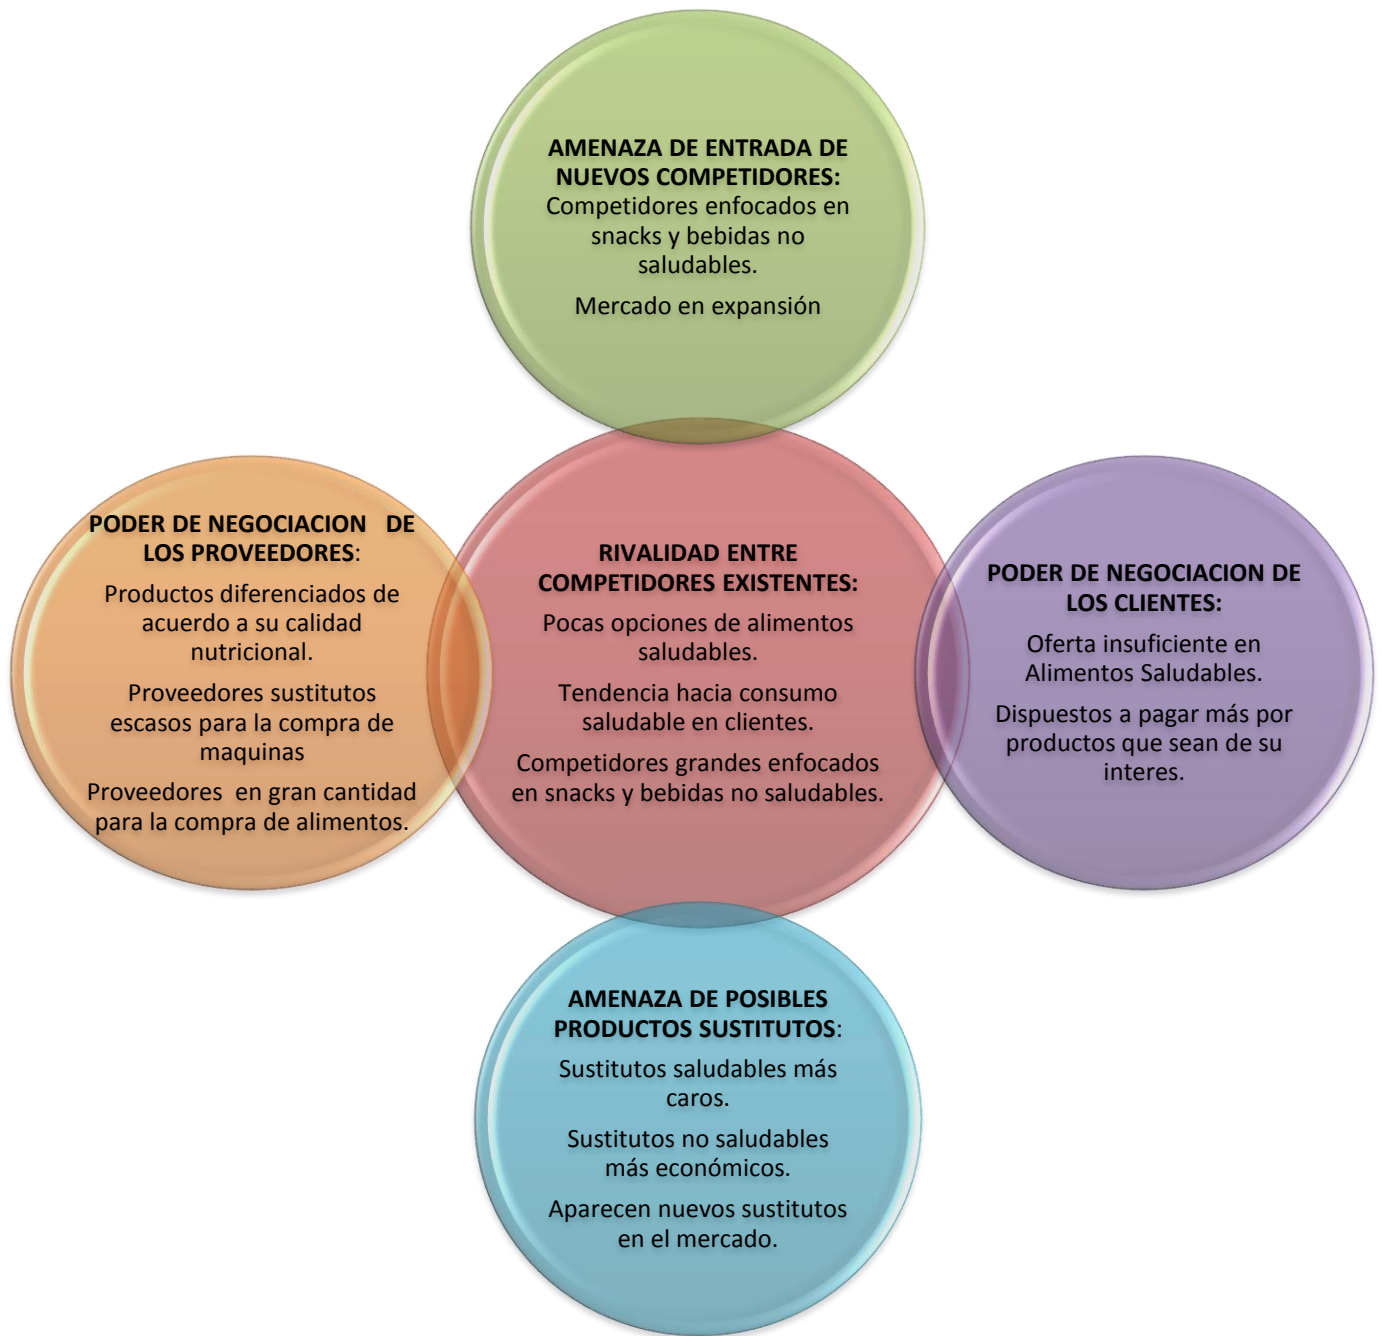 AMENAZA DE ENTRADA DE
NUEVOS COMPETIDORES:
Competidores enfocados en
snacks y bebidas no
saludables.
Mercado en expansión
PODER DE NEGOCIACION DE
LOS PROVEEDORES:
Productos diferenciados de
acuerdo a su calidad
nutricional.
Proveedores sustitutos
escasos para la compra de
maquinas
Proveedores en gran cantidad
para la compra de alimentos.
RIVALIDAD ENTRE
COMPETIDORES EXISTENTES:
Pocas opciones de alimentos
saludables.
Tendencia hacia consumo
saludable en clientes.
Competidores grandes enfocados
en snacks y bebidas no saludables.
PODER DE NEGOCIACION DE
LOS CLIENTES:
Oferta insuficiente en
Alimentos Saludables.
Dispuestos a pagar más por
productos que sean de su
interes.
AMENAZA DE POSIBLES
PRODUCTOS SUSTITUTOS:
Sustitutos saludables más
caros.
Sustitutos no saludables
más económicos.
Aparecen nuevos sustitutos
en el mercado.